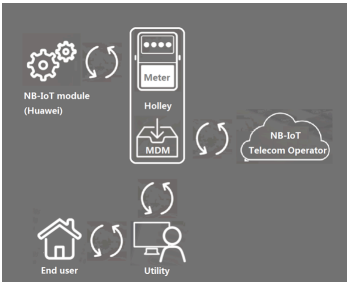 Meter
NB-IoT module
(Huawei)
Holley
MDM
NB-IoT
Telecom Operator
End user
Utility